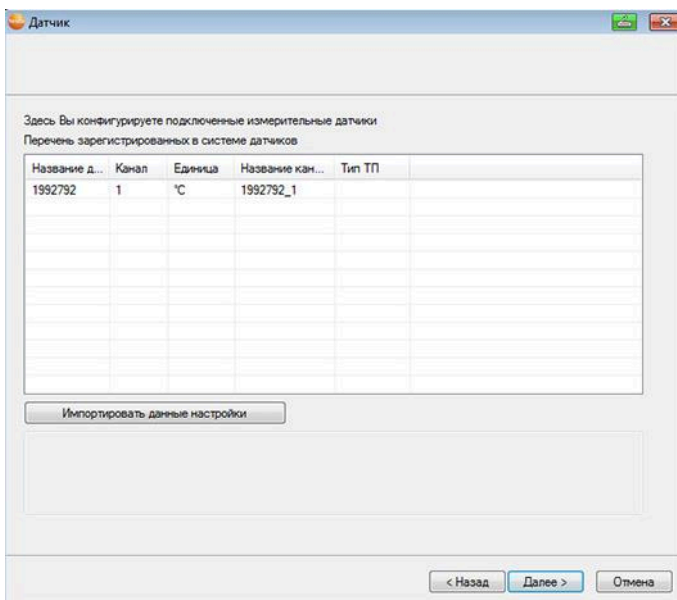 Датчик
Здесь Вы конфигурируете подключенные измерительные датчики
Перечень зарегистрированных в системе датчиков
Название д... Канал Единица Название кан... Тип ТП
1992792 1 °C 1992792_1
Импортировать данные настройки
< Назад Далее > Отмена